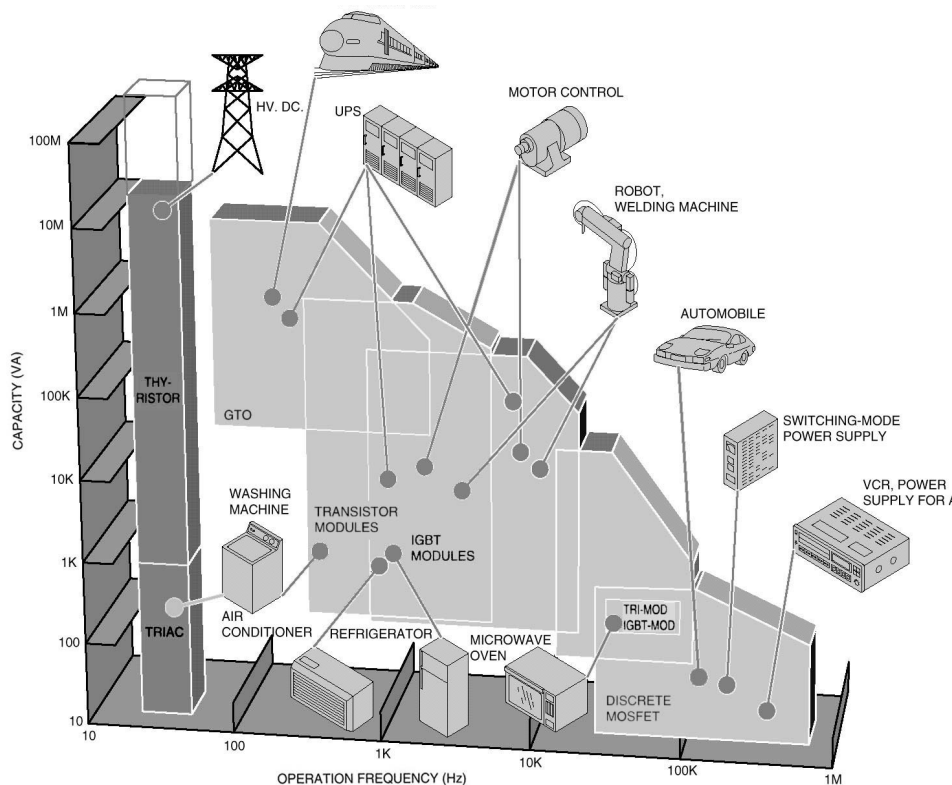 HV. DC.
UPS
MOTOR CONTROL
ROBOT,
WELDING MACHINE
AUTOMOBILE
SWITCHING-MODE
POWER SUPPLY
VCR, POWER
SUPPLY FOR A
CAPACITY (VA)
100M
10M
1M
100K
10K
1K
100
10
THY-
RISTOR
TRIAC
GTO
WASHING
MACHINE
TRANSISTOR
MODULES
IGBT
MODULES
AIR
CONDITIONER
REFRIGERATOR
MICROWAVE
OVEN
TRI-MOD
IGBT-MOD
DISCRETE
MOSFET
10
100
1K
10K
100K
1M
OPERATION FREQUENCY (Hz)